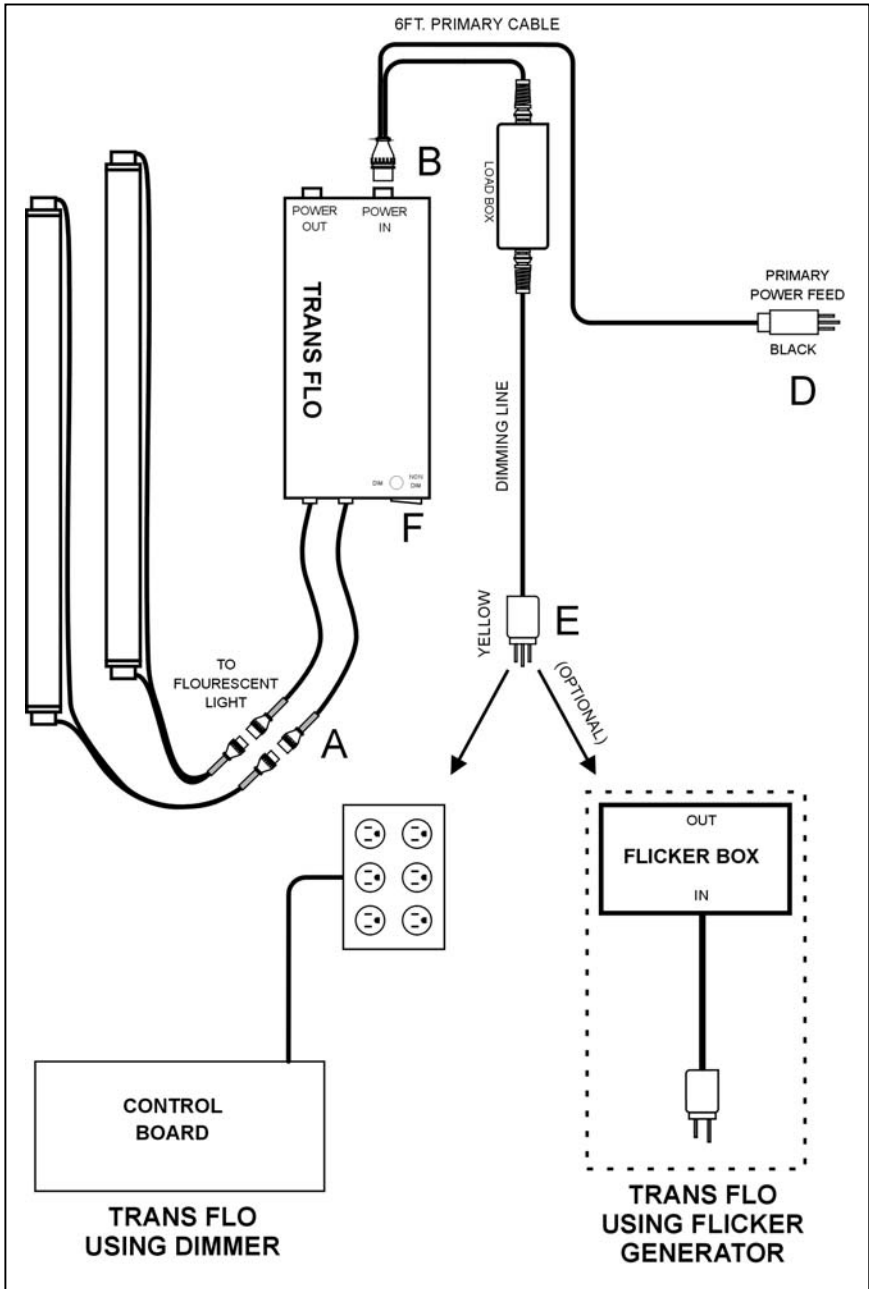 6FT. PRIMARY CABLE
B
LOAD BOX
POWER
OUT
POWER
IN
TRANS FLO
PRIMARY
POWER FEED
BLACK
D
DIMMING LINE
DIM
NON
DIM
F
YELLOW
E
(OPTIONAL)
TO
FLOURESCENT
LIGHT
A
OUT
FLICKER BOX
IN
CONTROL
BOARD
TRANS FLO
USING DIMMER
TRANS FLO
USING FLICKER
GENERATOR